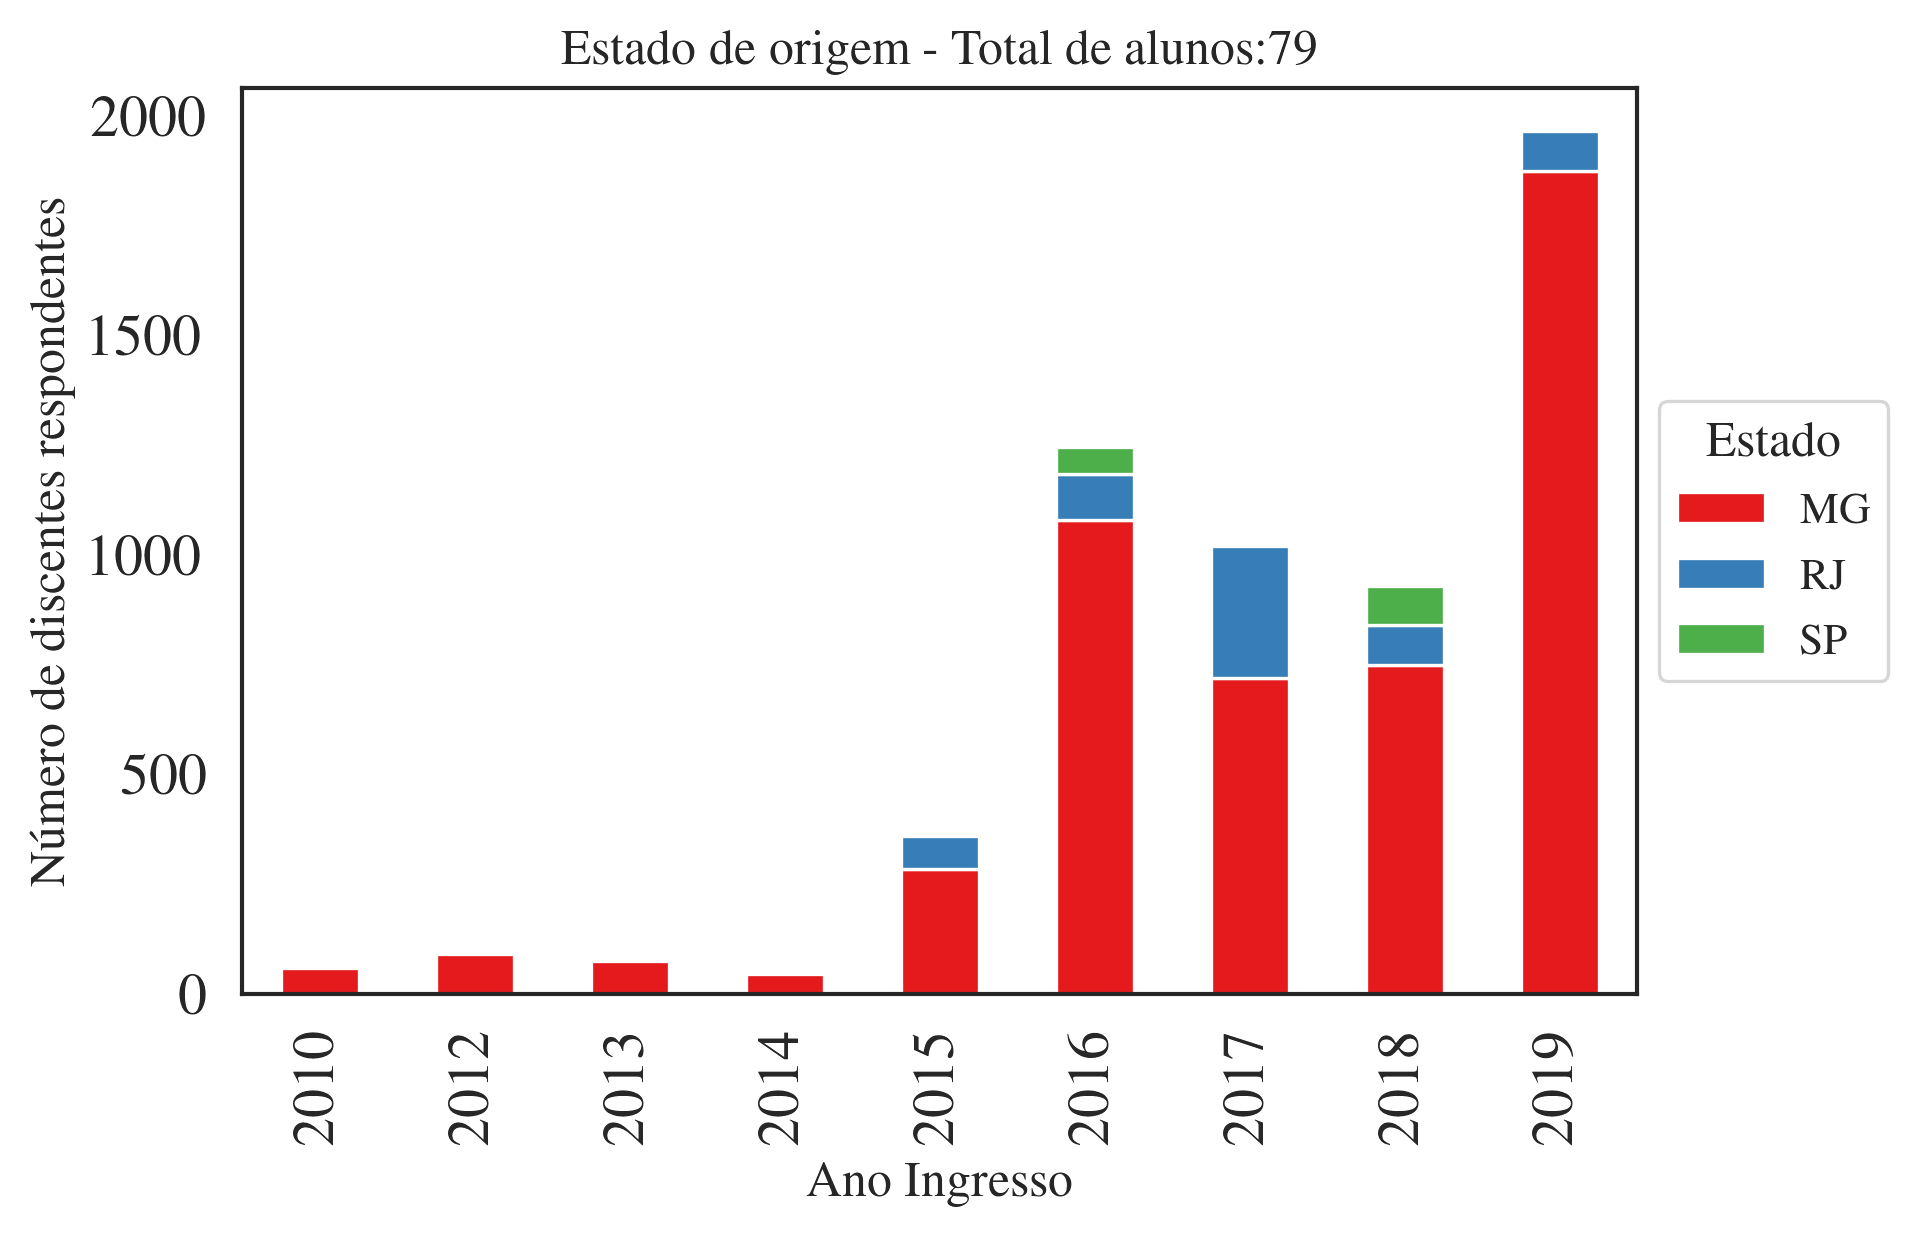 Estado de origem - Total de alunos:79
Número de discentes respondentes
2000
1500
1000
500
0
2010
2012
2013
2014
2015
2016
2017
2018
2019
Ano Ingresso
Estado
MG
RJ
SP